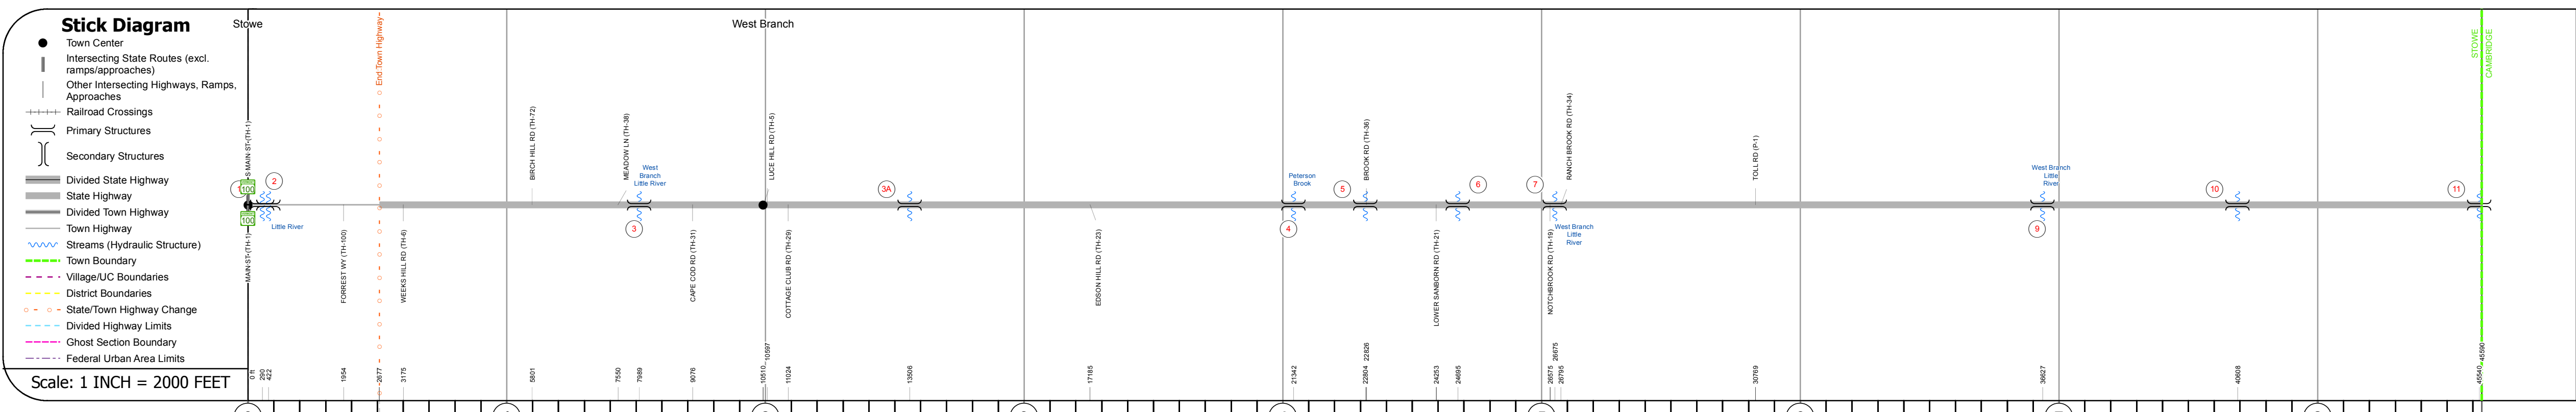 Stick Diagram
Town Center
Intersecting State Routes (excl.
ramps/approaches)
Other Intersecting Highways, Ramps,
Approaches
Railroad Crossings
Primary Structures
Secondary Structures
Divided State Highway
State Highway
Divided Town Highway
Town Highway
Streams (Hydraulic Structure)
Town Boundary
Village/UC Boundaries
District Boundaries
State/Town Highway Change
Divided Highway Limits
Ghost Section Boundary
Federal Urban Area Limits
Scale: 1 INCH = 2000 FEET
Stowe
West Branch
End Town Highway
STOWE
CAMBRIDGE
S MAIN ST (TH-1)
BIRCH HILL RD (TH-72)
MEADOW LN (TH-38)
LUCE HILL RD (TH-5)
BROOK RD (TH-36)
RANCH BROOK RD (TH-34)
TOLL RD (P-1)
West
Branch
Little River
Peterson
Brook
West Branch
Little
River
1
2
3A
5
6
7
10
11
100
100
Little River
3
4
9
West Branch
Little
River
MAIN ST (TH-1)
FORREST WY (TH-100)
WEEKS HILL RD (TH-6)
CAPE COD RD (TH-31)
COTTAGE CLUB RD (TH-29)
EDSON HILL RD (TH-23)
LOWER SANBORN RD (TH-21)
NOTCHBROOK RD (TH-19)
0 ft
290
422
1954
2677
3175
5801
7550
7989
9076
10510
10597
11024
13506
17185
21342
22804
22826
24253
24695
26575
26675
26795
30769
36627
40608
45540
45590